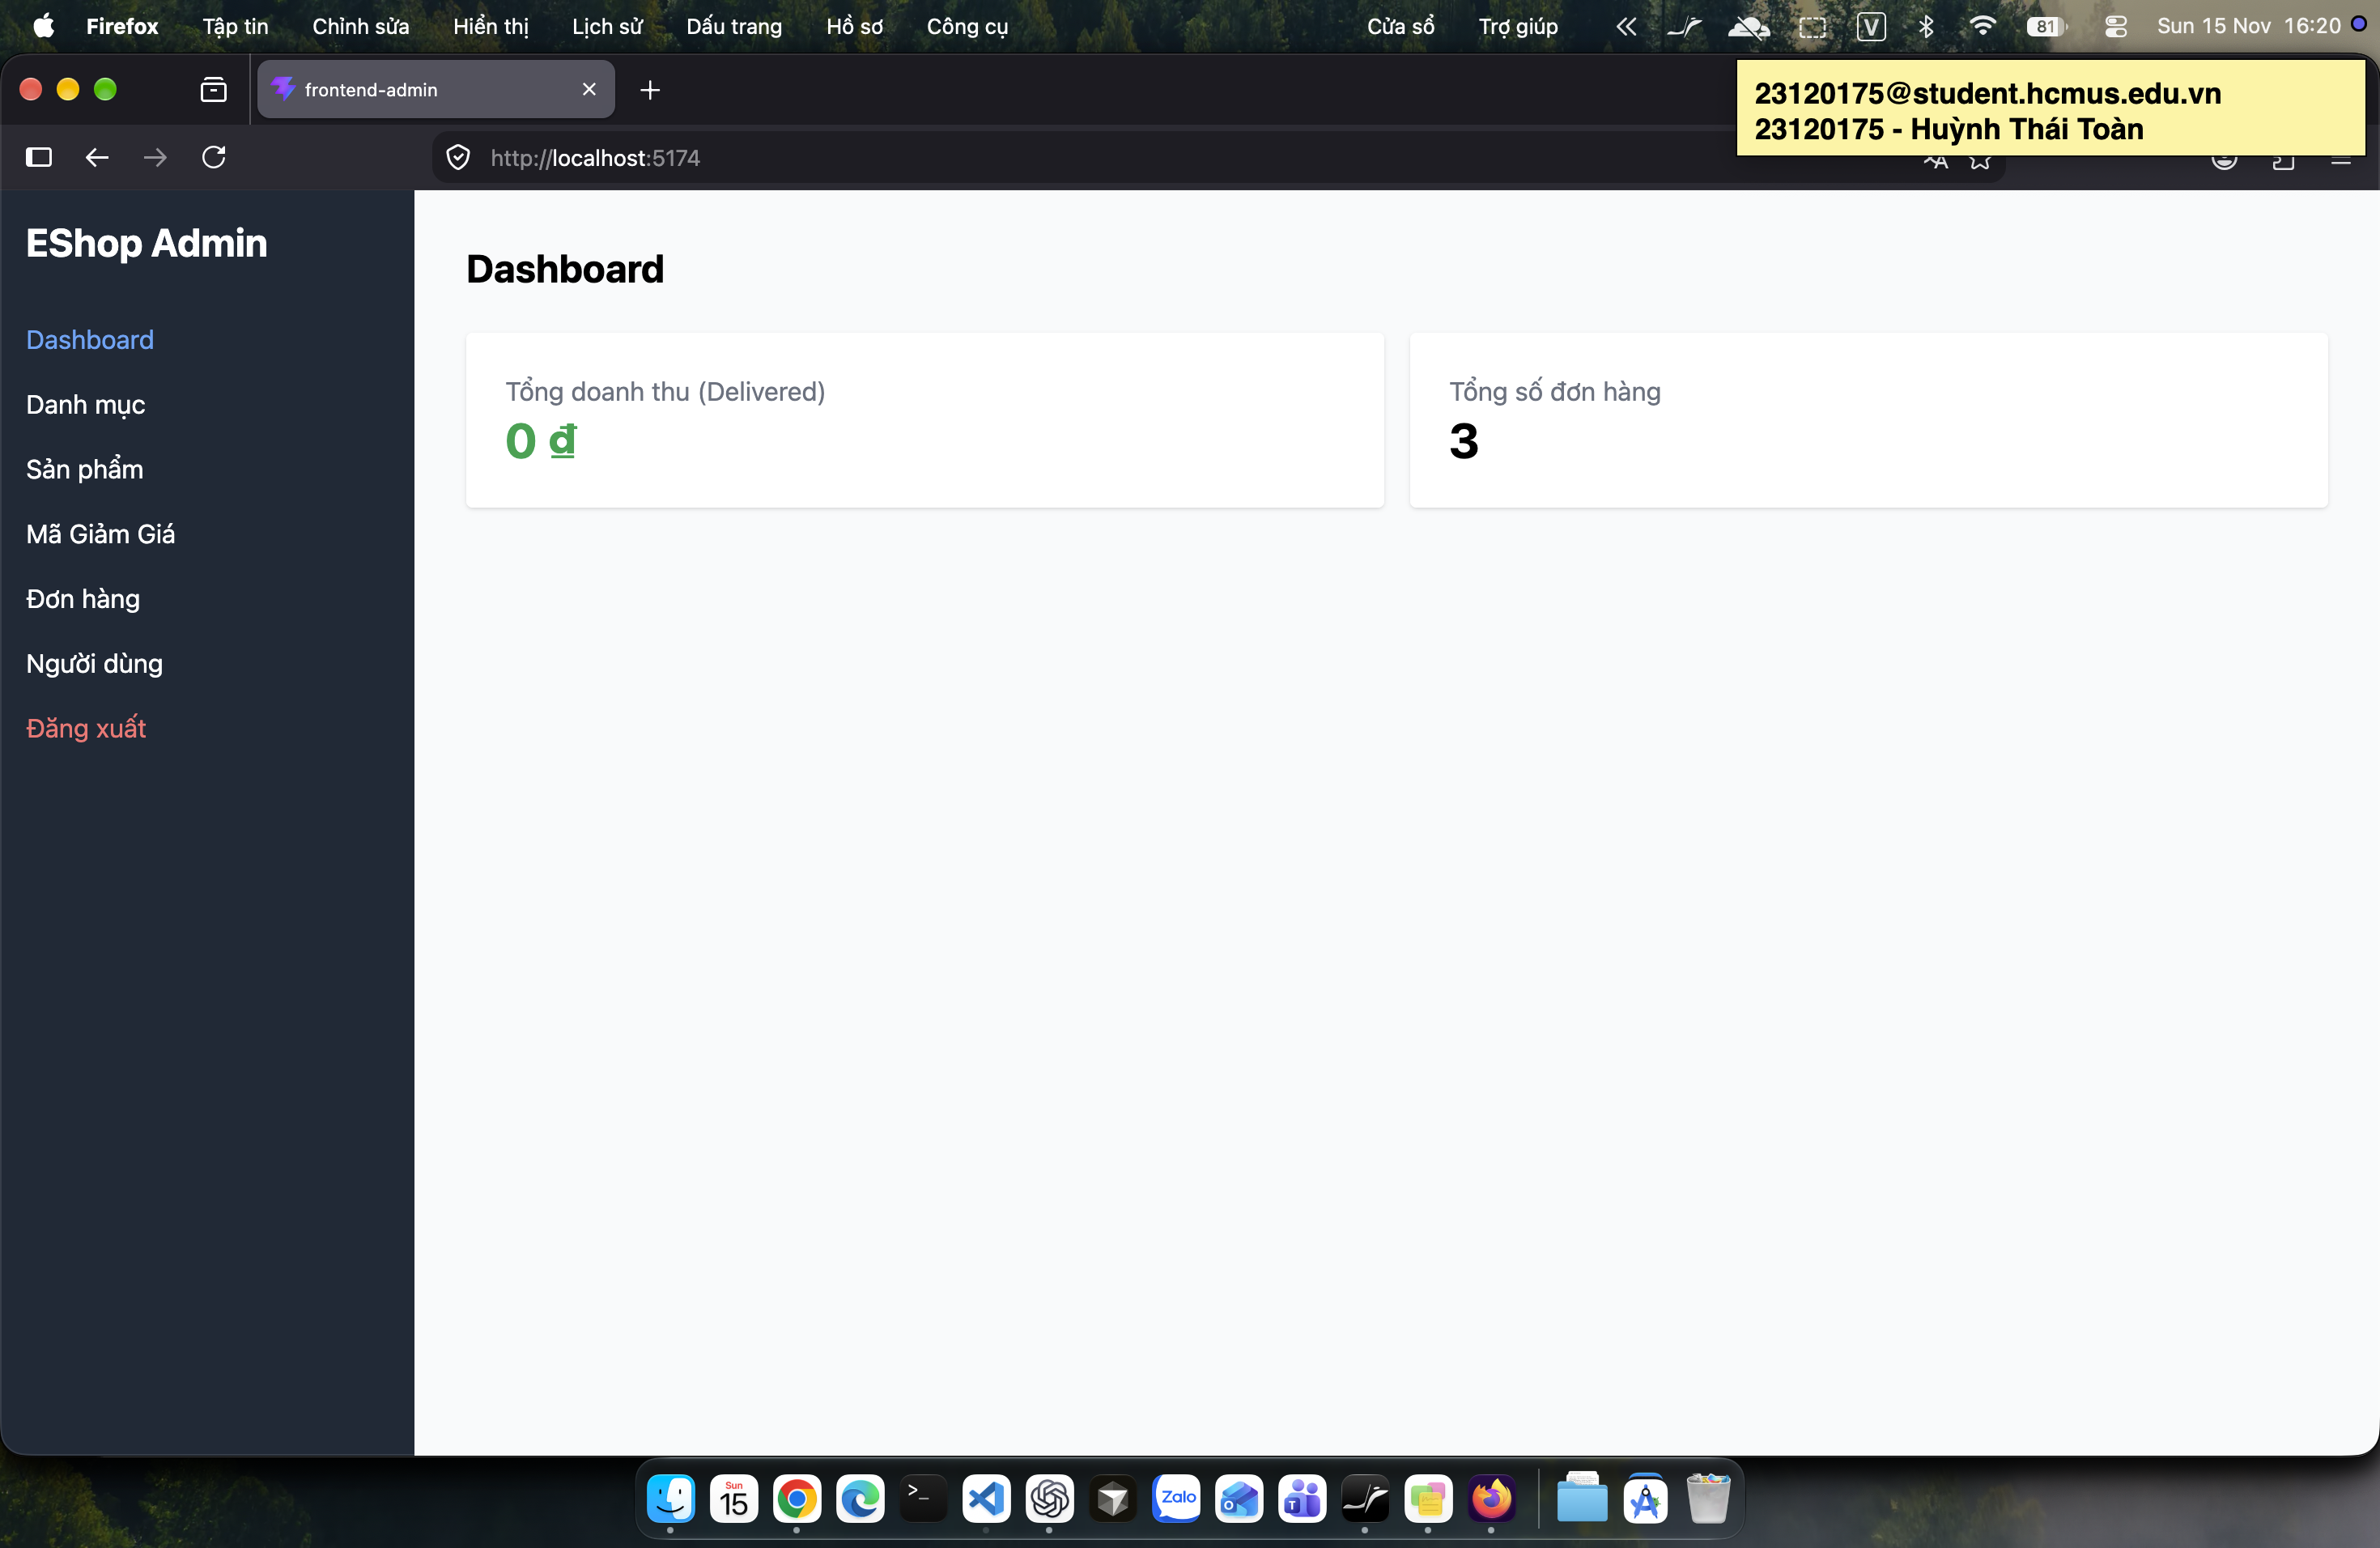 Firefox Tập tin Chỉnh sửa Hiển thị Lịch sử Dấu trang Hồ sơ Công cụ Cửa sổ Trợ giúp V 81 Sun 15 Nov 16:20
frontend-admin
23120175@student.hcmus.edu.vn
23120175 - Huỳnh Thái Toàn
http://localhost:5174
EShop Admin
Dashboard
Danh mục
Sản phẩm
Mã Giảm Giá
Đơn hàng
Người dùng
Đăng xuất
Dashboard
Tổng doanh thu (Delivered)
0 ₫
Tổng số đơn hàng
3
Sun
15
>_
Zalo
O
T